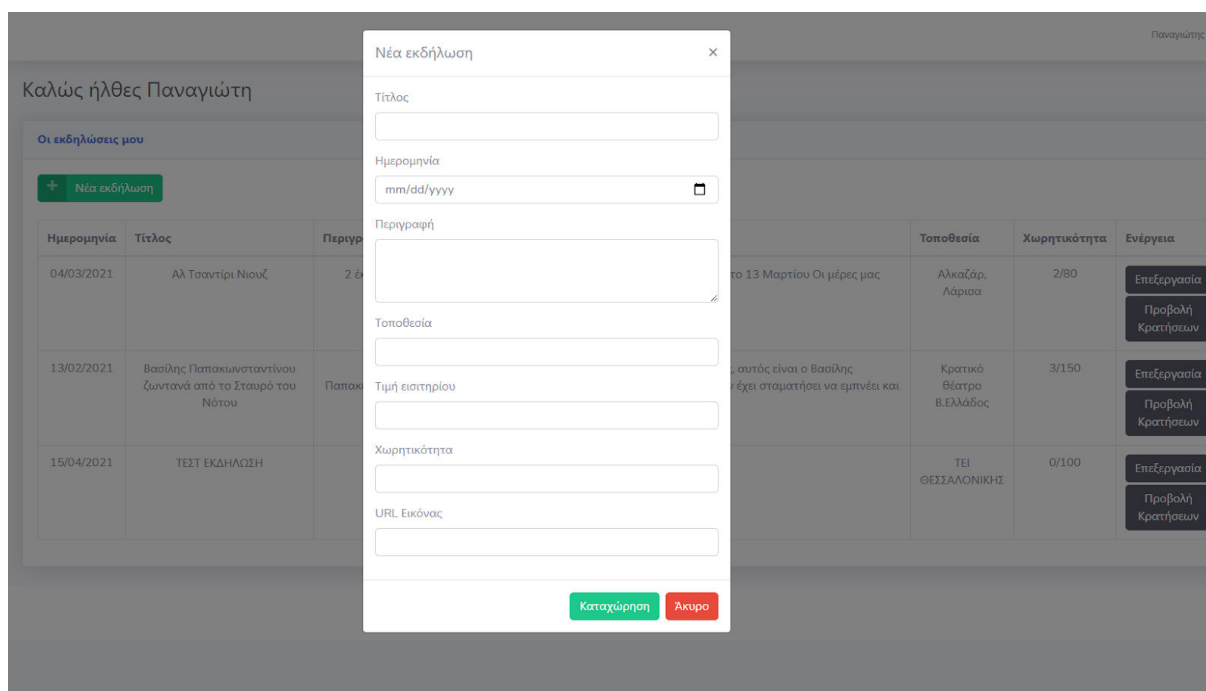 Παναγιώτης
Καλώς ήλθες Παναγιώτη
Οι εκδηλώσεις μου
+ Νέα εκδήλωση
Νέα εκδήλωση ×
Τίτλος
Ημερομηνία
mm/dd/yyyy
Περιγραφή
Τοποθεσία
Τιμή εισιτηρίου
Χωρητικότητα
URL Εικόνας
Καταχώρηση Άκυρο
Ημερομηνία Τίτλος Περιγρ Τοποθεσία Χωρητικότητα Ενέργεια
04/03/2021 Αλ Τσαντίρι Νιουζ 2 το 13 Μαρτίου Οι μέρες μας Αλκαζάρ, 2/80 Επεξεργασία
Λάρισα
Προβολή
Κρατήσεων
13/02/2021 Βασίλης Παπακωνσταντίνου , αυτός είναι ο Βασίλης Κρατικό 3/150 Επεξεργασία
ζωντανά από το Σταυρό του Παπακ έχει σταματήσει να εμπνέει και θέατρο
Νότου Β.Ελλάδος Προβολή
Κρατήσεων
15/04/2021 ΤΕΣΤ ΕΚΔΗΛΩΣΗ ΤΕΙ 0/100 Επεξεργασία
ΘΕΣΣΑΛΟΝΙΚΗΣ
Προβολή
Κρατήσεων